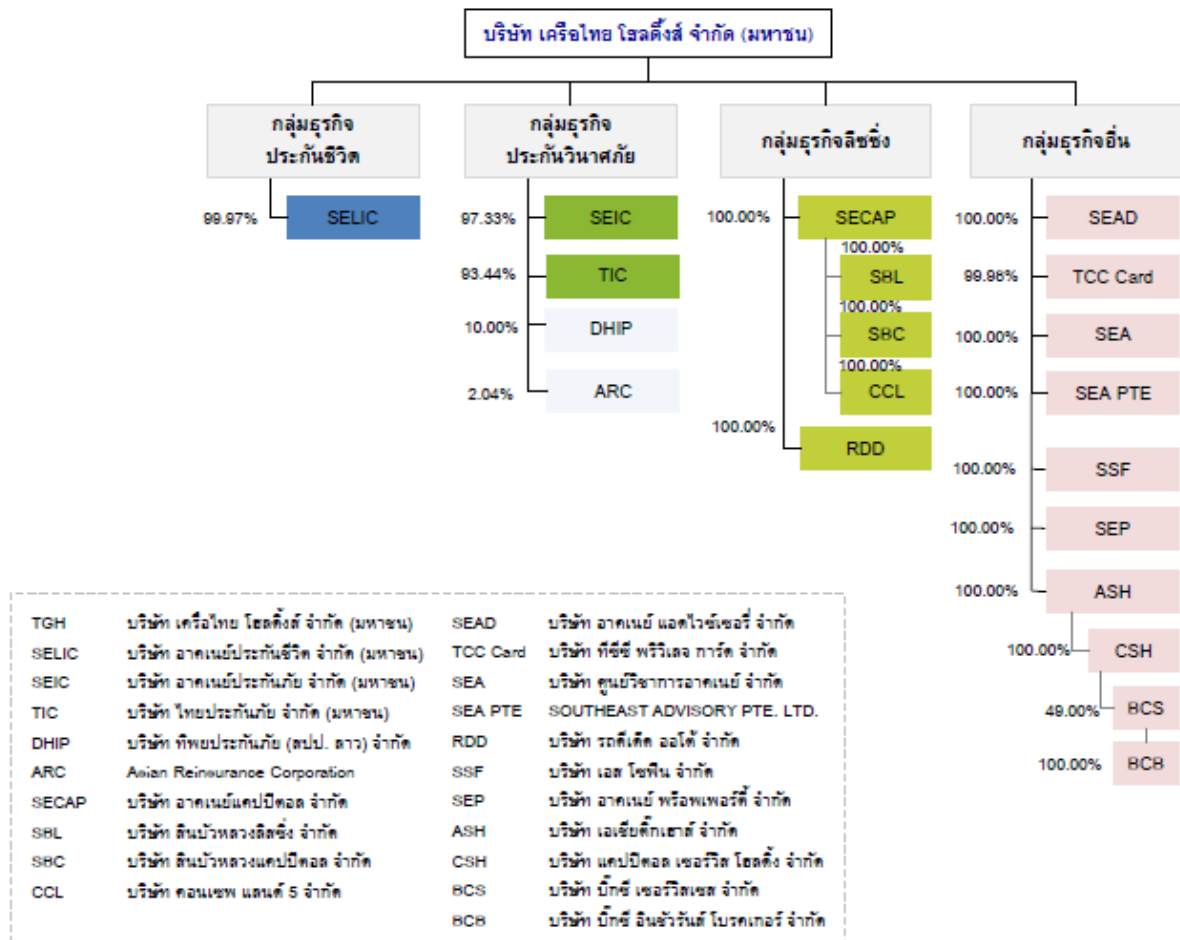 บริษัท เครือไทย โฮลดิ้งส์ จำกัด (มหาชน)
กลุ่มธุรกิจ
ประกันชีวิต
99.97% SELIC
กลุ่มธุรกิจ
ประกันวินาศภัย
97.33% SEIC
93.44% TIC
10.00% DHIP
2.04% ARC
กลุ่มธุรกิจลีซซิ่ง
100.00% SECAP
100.00%
SBL
100.00%
SBC
100.00%
CCL
100.00% RDD
กลุ่มธุรกิจอื่น
100.00% SEAD
99.96% TCC Card
100.00% SEA
100.00% SEA PTE
100.00% SSF
100.00% SEP
100.00% ASH
100.00% CSH
49.00% BCS
100.00% BCB
TGH บริษัท เครือไทย โฮลดิ้งส์ จำกัด (มหาชน)
SELIC บริษัท อาคเนย์ประกันชีวิต จำกัด (มหาชน)
SEIC บริษัท อาคเนย์ประกันภัย จำกัด (มหาชน)
TIC บริษัท ไทยประกันภัย จำกัด (มหาชน)
DHIP บริษัท ทิพยประกันภัย (สปป. ลาว) จำกัด
ARC Asian Reinsurance Corporation
SECAP บริษัท อาคเนย์แคปปิตอล จำกัด
SBL บริษัท สินบัวหลวงลิสซิ่ง จำกัด
SBC บริษัท สินบัวหลวงแคปปิตอล จำกัด
CCL บริษัท คอนเซพ แลนด์ 5 จำกัด
SEAD บริษัท อาคเนย์ แอดไวซ์เซอรี่ จำกัด
TCC Card บริษัท ทีซีซี พริวิเลจ การ์ด จำกัด
SEA บริษัท ศูนย์วิชาการอาคเนย์ จำกัด
SEA PTE SOUTHEAST ADVISORY PTE. LTD.
RDD บริษัท รถดีเด็ด ออโต้ จำกัด
SSF บริษัท เอส โซฟิน จำกัด
SEP บริษัท อาคเนย์ พร็อพเพอร์ตี้ จำกัด
ASH บริษัท เอเชียติ๊กเฮาส์ จำกัด
CSH บริษัท แคปปิตอล เซอร์วิส โฮลดิ้ง จำกัด
BCS บริษัท บิ๊กซี เซอร์วิสเซส จำกัด
BCB บริษัท บิ๊กซี อินชัวรันส์ โบรคเกอร์ จำกัด